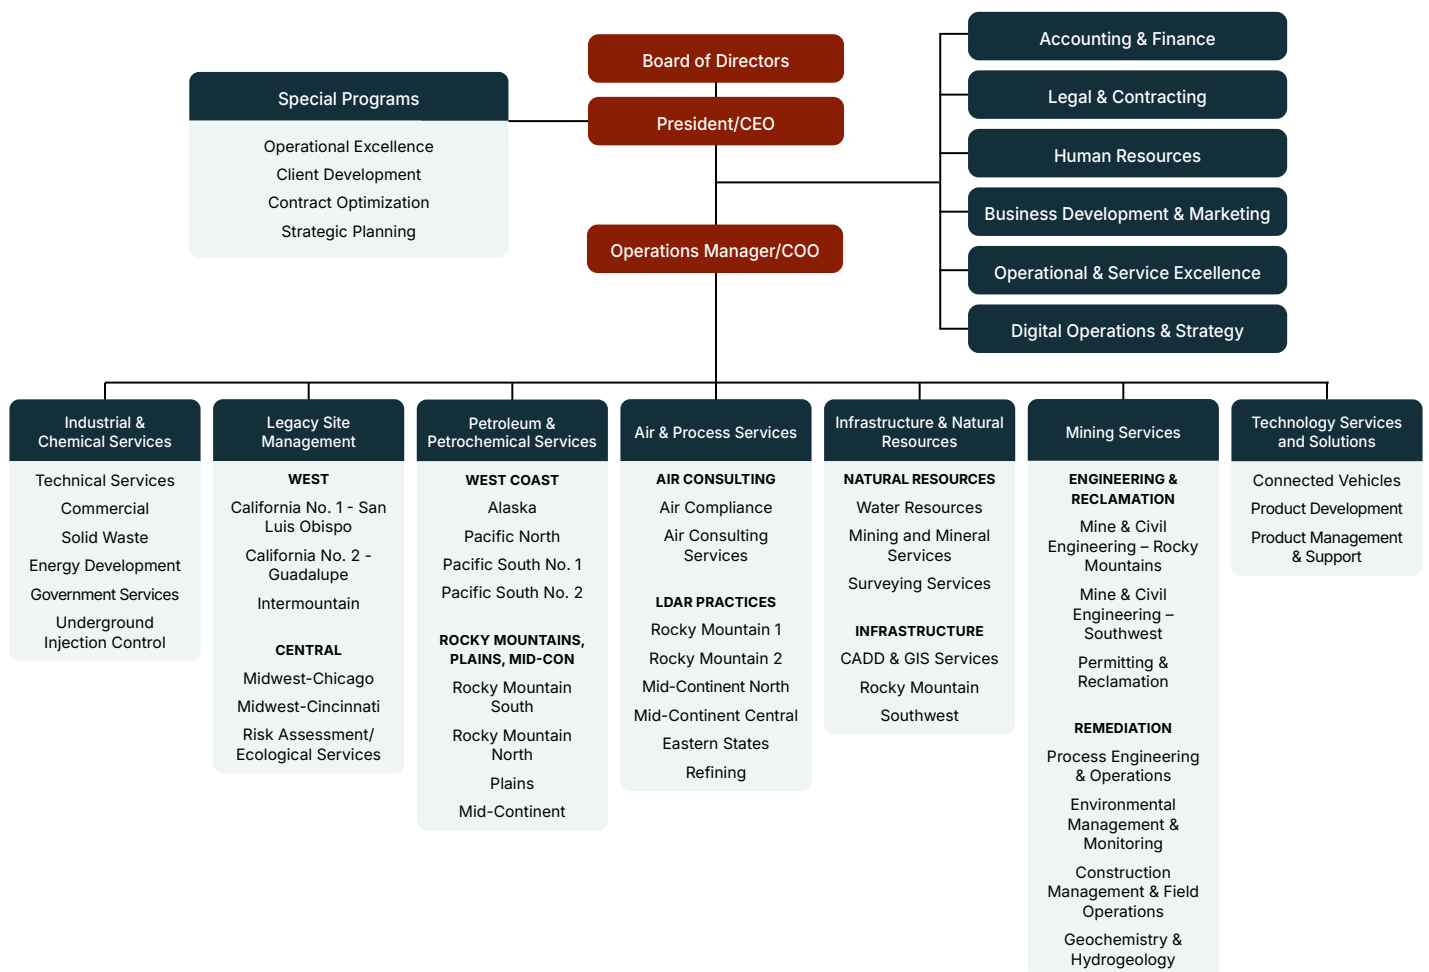 Board of Directors
President/CEO
Special Programs
Operational Excellence
Client Development
Contract Optimization
Strategic Planning
Accounting & Finance
Legal & Contracting
Human Resources
Business Development & Marketing
Operational & Service Excellence
Digital Operations & Strategy
Operations Manager/COO
Industrial &
Chemical Services
Technical Services
Commercial
Solid Waste
Energy Development
Government Services
Underground
Injection Control
Legacy Site
Management
WEST
California No. 1 - San
Luis Obispo
California No. 2 -
Guadalupe
Intermountain
CENTRAL
Midwest-Chicago
Midwest-Cincinnati
Risk Assessment/
Ecological Services
Petroleum &
Petrochemical Services
WEST COAST
Alaska
Pacific North
Pacific South No. 1
Pacific South No. 2
ROCKY MOUNTAINS,
PLAINS, MID-CON
Rocky Mountain
South
Rocky Mountain
North
Plains
Mid-Continent
Air & Process Services
AIR CONSULTING
Air Compliance
Air Consulting
Services
LDAR PRACTICES
Rocky Mountain 1
Rocky Mountain 2
Mid-Continent North
Mid-Continent Central
Eastern States
Refining
Infrastructure & Natural
Resources
NATURAL RESOURCES
Water Resources
Mining and Mineral
Services
Surveying Services
INFRASTRUCTURE
CADD & GIS Services
Rocky Mountain
Southwest
Mining Services
ENGINEERING &
RECLAMATION
Mine & Civil
Engineering – Rocky
Mountains
Mine & Civil
Engineering –
Southwest
Permitting &
Reclamation
REMEDIATION
Process Engineering
& Operations
Environmental
Management &
Monitoring
Construction
Management & Field
Operations
Geochemistry &
Hydrogeology
Technology Services
and Solutions
Connected Vehicles
Product Development
Product Management
& Support